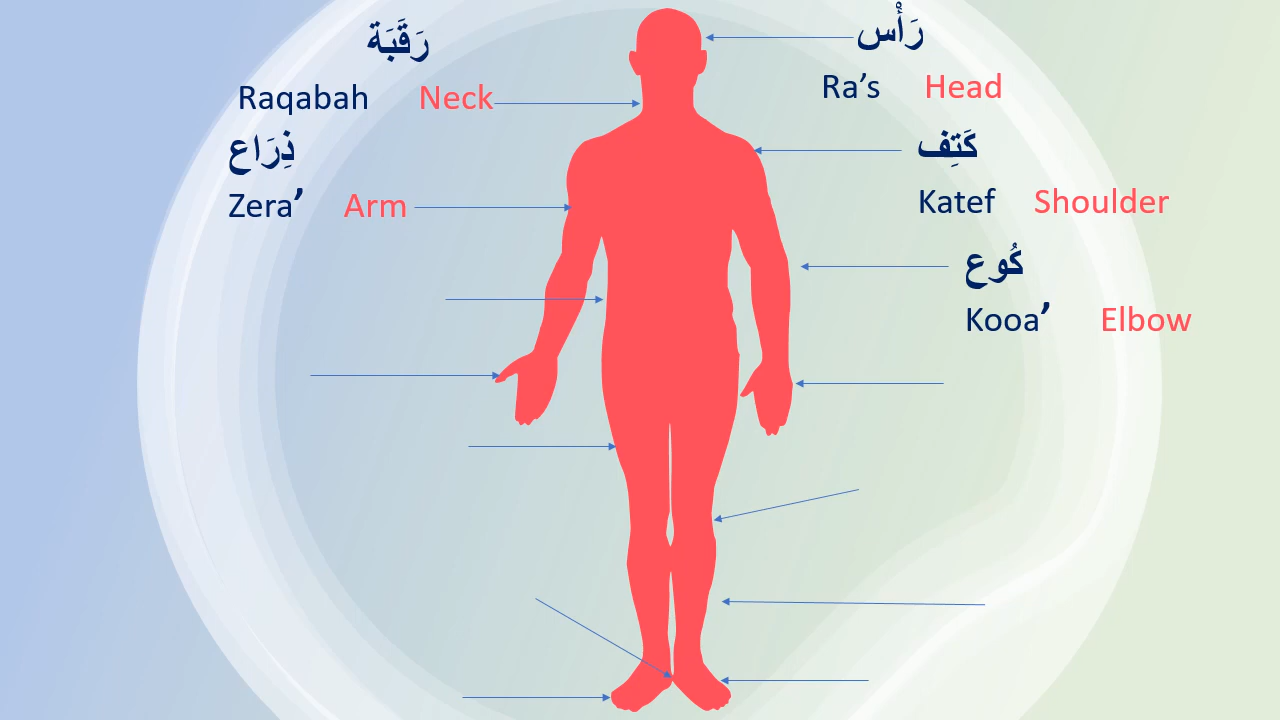 رَأْس
Ra’s Head
رَقَبَة
Raqabah Neck
كَتِف
Katef Shoulder
ذِرَاع
Zera’ Arm
كُوع
Kooa’ Elbow